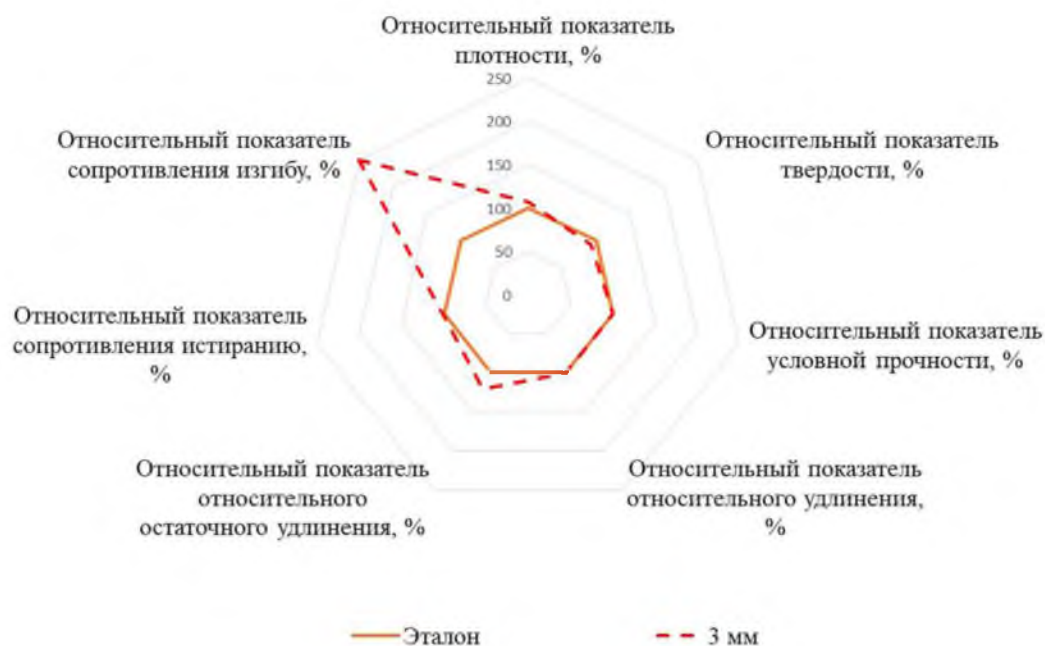 Относительный показатель
плотности, %
250
200
150
100
50
0
Относительный показатель
твердости, %
Относительный показатель
условной прочности, %
Относительный показатель
относительного удлинения,
%
Относительный показатель
относительного
остаточного удлинения, %
Относительный показатель
сопротивления истиранию,
%
Относительный показатель
сопротивления изгибу, %
Эталон
3 мм